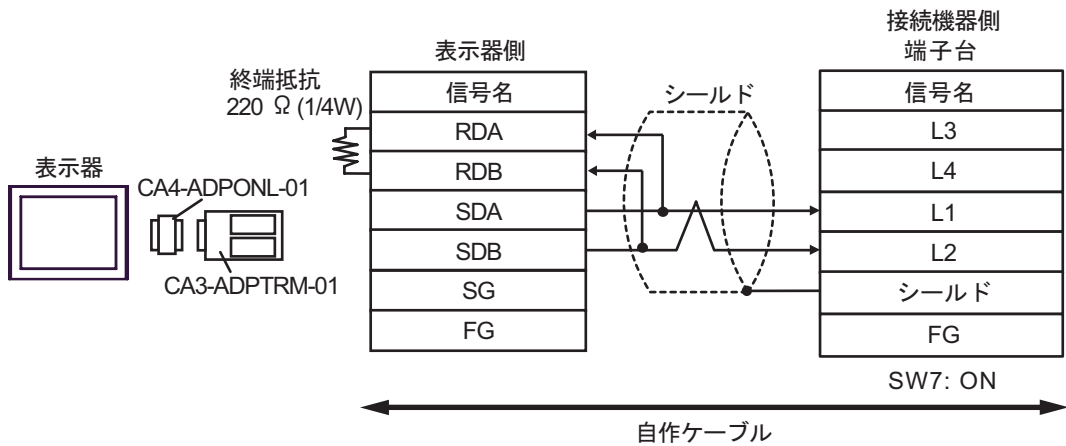 接続機器側
端子台
表示器側
終端抵抗
220 Ω (1/4W)
信号名
シールド
信号名
RDA
L3
RDB
L4
表示器
CA4-ADPONL-01
SDA
L1
SDB
L2
CA3-ADPTRM-01
SG
シールド
FG
FG
SW7: ON
自作ケーブル